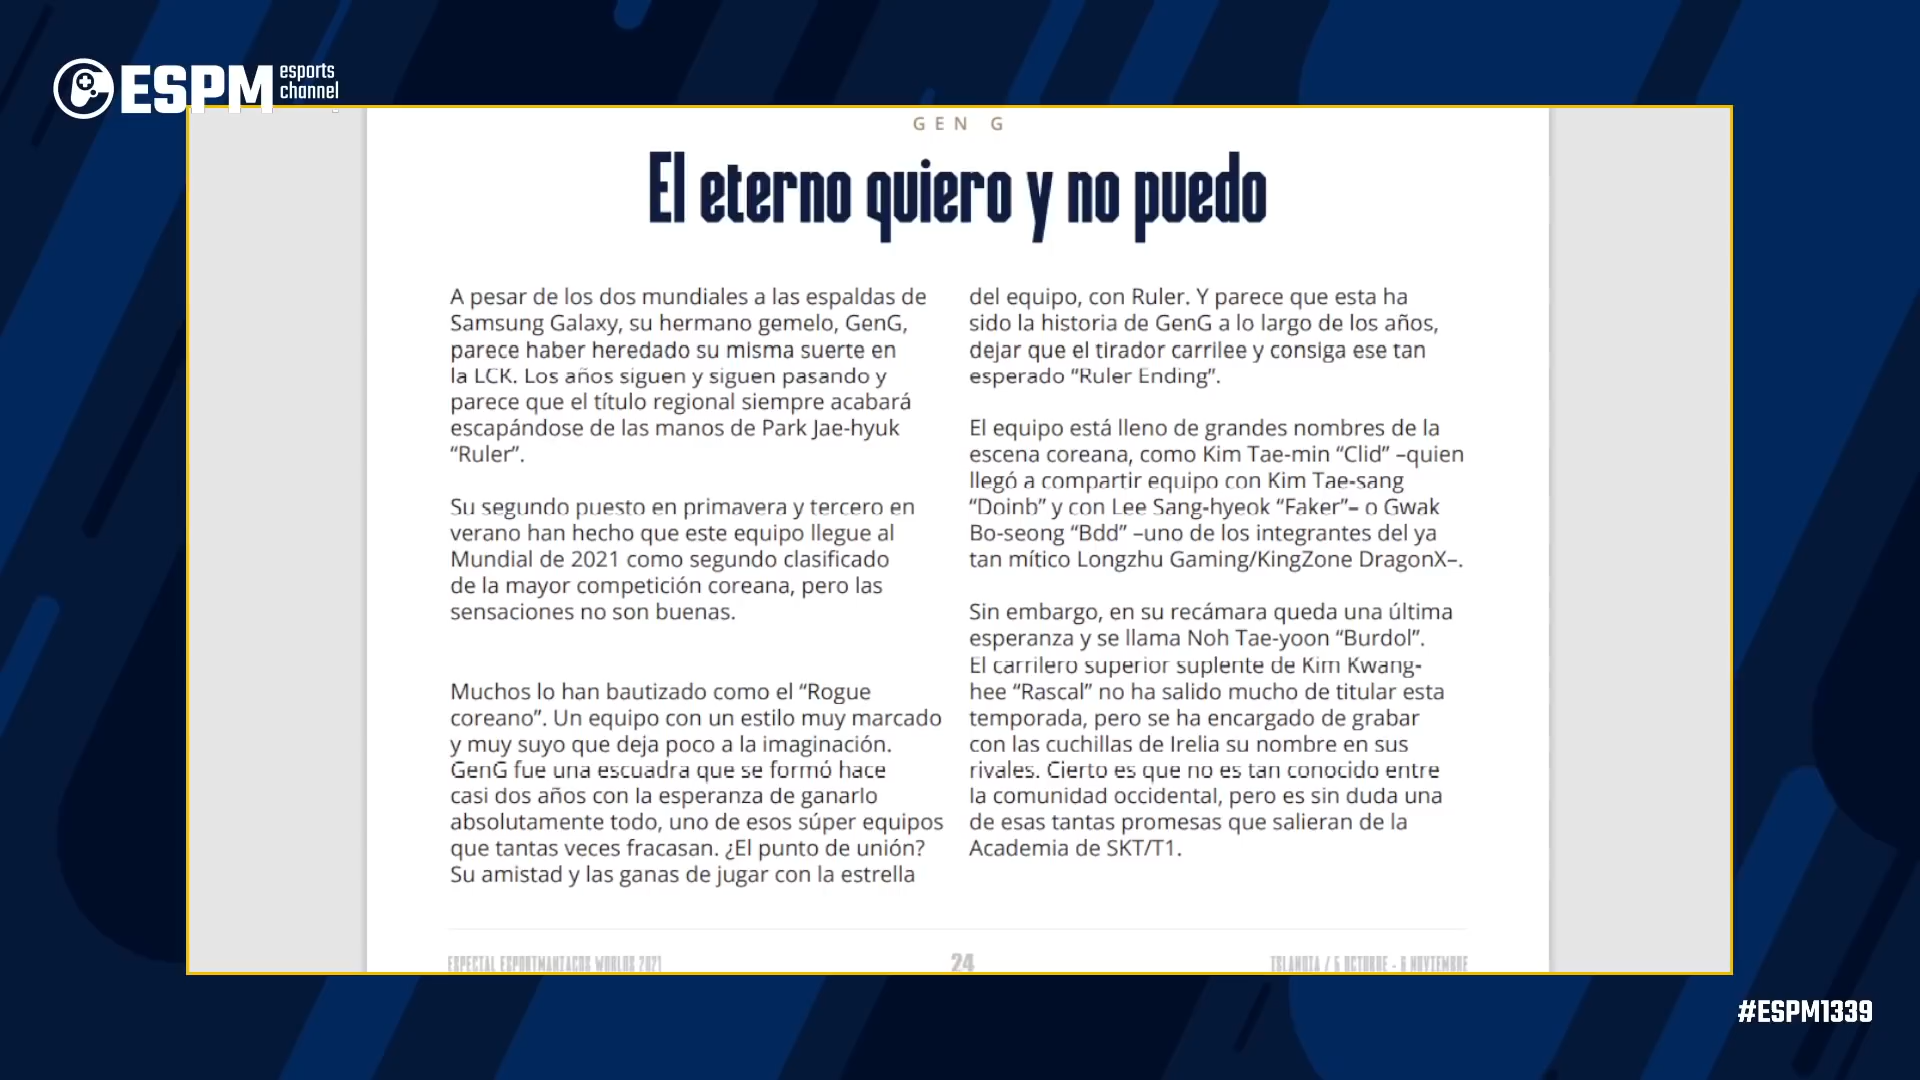 ESPM esports
channel
GEN G
El eterno quiero y no puedo
A pesar de los dos mundiales a las espaldas de
Samsung Galaxy, su hermano gemelo, GenG,
parece haber heredado su misma suerte en
la LCK. Los años siguen y siguen pasando y
parece que el título regional siempre acabará
escapándose de las manos de Park Jae-hyuk
“Ruler”.
Su segundo puesto en primavera y tercero en
verano han hecho que este equipo llegue al
Mundial de 2021 como segundo clasificado
de la mayor competición coreana, pero las
sensaciones no son buenas.
Muchos lo han bautizado como el “Rogue
coreano”. Un equipo con un estilo muy marcado
y muy suyo que deja poco a la imaginación.
GenG fue una escuadra que se formó hace
casi dos años con la esperanza de ganarlo
absolutamente todo, uno de esos súper equipos
que tantas veces fracasan. ¿El punto de unión?
Su amistad y las ganas de jugar con la estrella
del equipo, con Ruler. Y parece que esta ha
sido la historia de GenG a lo largo de los años,
dejar que el tirador carrilee y consiga ese tan
esperado “Ruler Ending”.
El equipo está lleno de grandes nombres de la
escena coreana, como Kim Tae-min “Clid” –quien
llegó a compartir equipo con Kim Tae-sang
“Doinb” y con Lee Sang-hyeok “Faker”– o Gwak
Bo-seong “Bdd” –uno de los integrantes del ya
tan mítico Longzhu Gaming/KingZone DragonX–.
Sin embargo, en su recámara queda una última
esperanza y se llama Noh Tae-yoon “Burdol”.
El carrilero superior suplente de Kim Kwang-
hee “Rascal” no ha salido mucho de titular esta
temporada, pero se ha encargado de grabar
con las cuchillas de Irelia su nombre en sus
rivales. Cierto es que no es tan conocido entre
la comunidad occidental, pero es sin duda una
de esas tantas promesas que salieran de la
Academia de SKT/T1.
ESPECIAL ESPORTMANIACOS WORLDS 2021
24
ISLANDIA / 5 OCTUBRE - 6 NOVIEMBRE
#ESPM1339